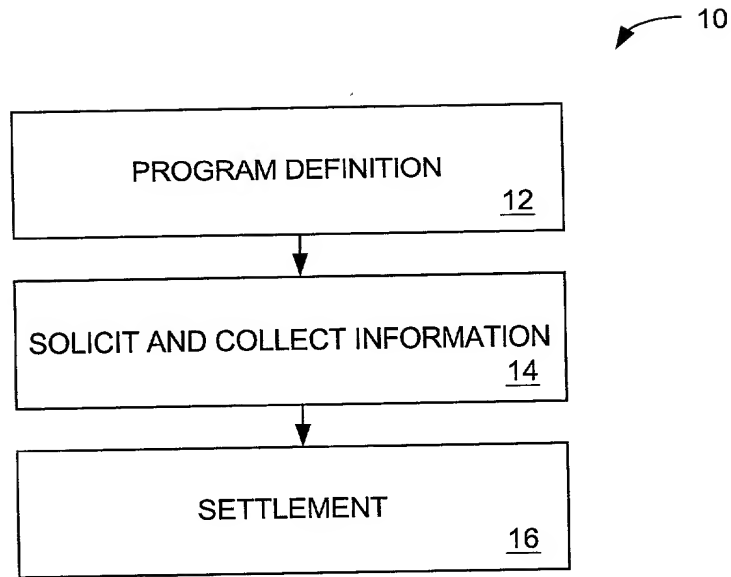 10
PROGRAM DEFINITION
12
SOLICIT AND COLLECT INFORMATION
14
SETTLEMENT
16